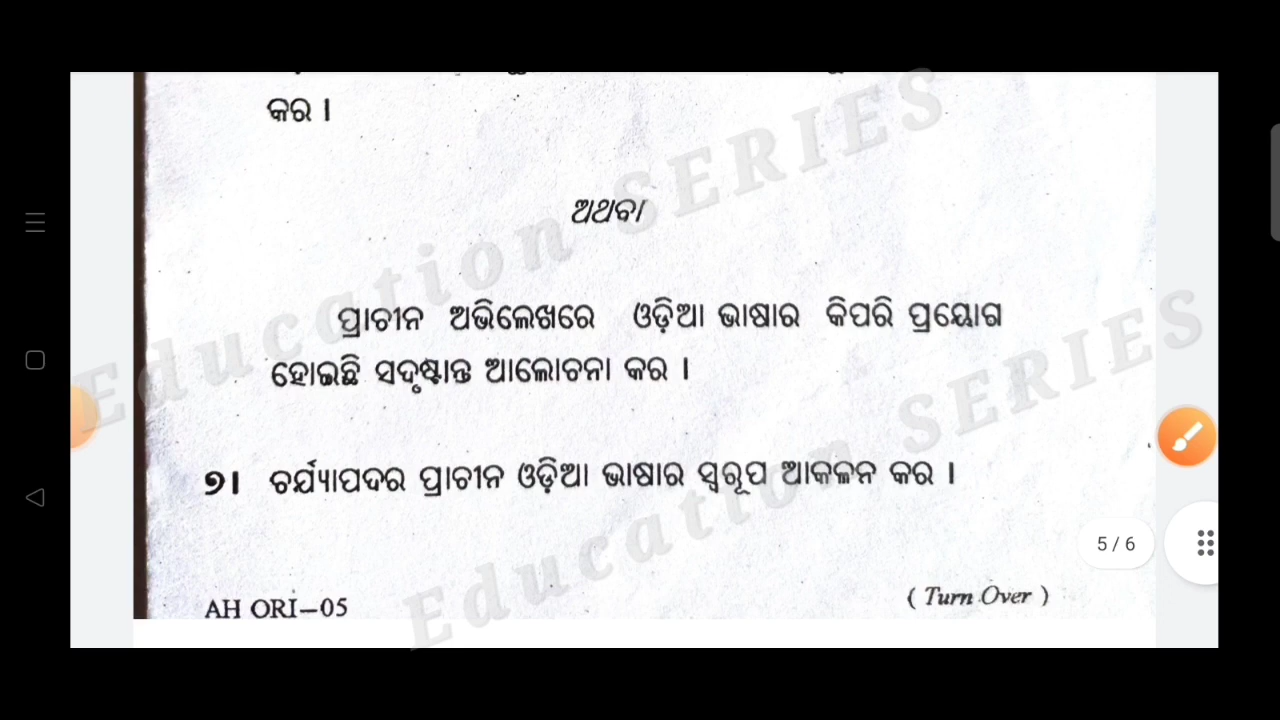 କର ।
ଅଥବା
ପ୍ରାଚୀନ ଅଭିଲେଖରେ ଓଡ଼ିଆ ଭାଷାର କିପରି ପ୍ରୟୋଗ
ହୋଇଛି ସଦୃଷ୍ଟାନ୍ତ ଆଲୋଚନା କର ।
୭। ଚର୍ଯ୍ୟାପଦର ପ୍ରାଚୀନ ଓଡ଼ିଆ ଭାଷାର ସ୍ୱରୂପ ଆକଳନ କର ।
5 / 6
AH ORI–05
( Turn Over )
Education SERIES
Education SERIES